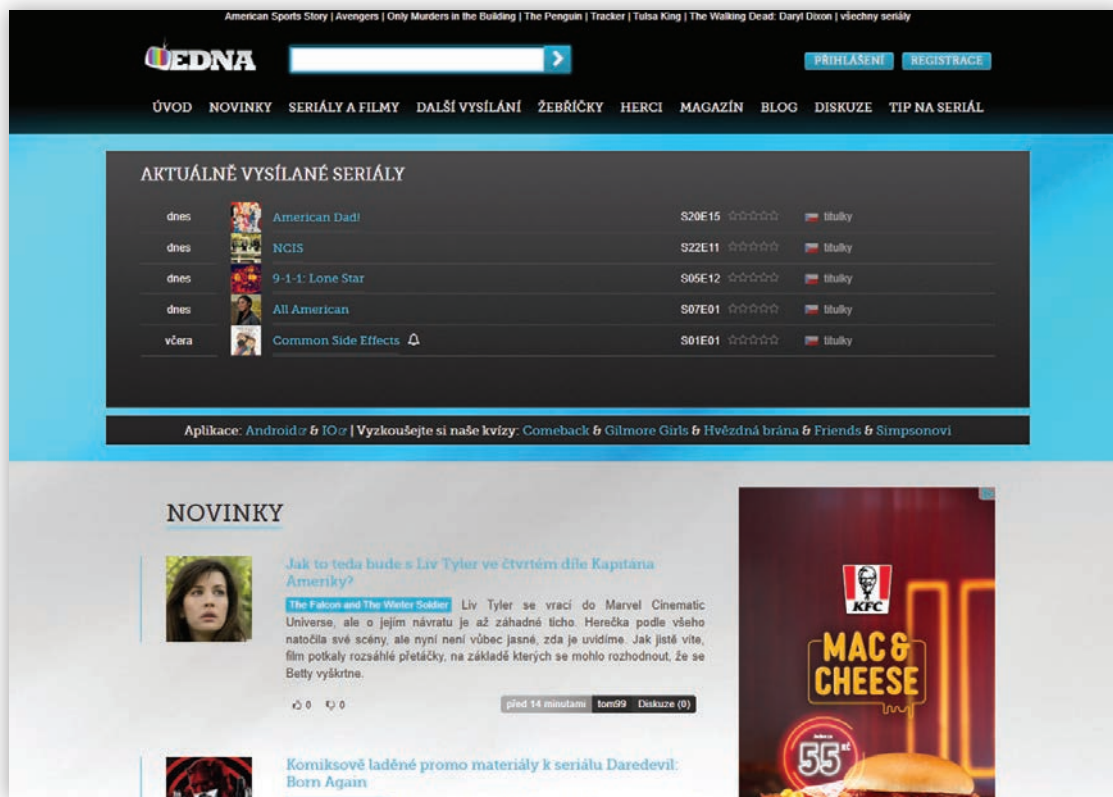 American Sports Story | Avengers | Only Murders in the Building | The Penguin | Tracker | Tulsa King | The Walking Dead: Daryl Dixon | všechny seriály
EDNA
PŘIHLÁŠENÍ REGISTRACE
ÚVOD NOVINKY SERIÁLY A FILMY DALŠÍ VYSÍLÁNÍ ŽEBŘÍČKY HERCI MAGAZÍN BLOG DISKUZE TIP NA SERIÁL
AKTUÁLNĚ VYSÍLANÉ SERIÁLY
dnes American Dad! S20E15 titulky
dnes NCIS S22E11 titulky
dnes 9-1-1: Lone Star S05E12 titulky
dnes All American S07E01 titulky
včera Common Side Effects S01E01 titulky
Aplikace: Android & IO | Vyzkoušejte si naše kvízy: Comeback & Gilmore Girls & Hvězdná brána & Friends & Simpsonovi
NOVINKY
Jak to teda bude s Liv Tyler ve čtvrtém díle Kapitána
Ameriky?
The Falcon and The Winter Soldier Liv Tyler se vrací do Marvel Cinematic
Universe, ale o jejím návratu je až záhadné ticho. Herečka podle všeho
natočila své scény, ale nyní není vůbec jasné, zda je uvidíme. Jak jistě víte,
film potkaly rozsáhlé přetáčky, na základě kterých se mohlo rozhodnout, že se
Betty vyškrtne.
0 0 před 14 minutami tom99 Diskuze (0)
Komiksově laděné promo materiály k seriálu Daredevil:
Born Again
KFC
MAC &
CHEESE
55 KČ